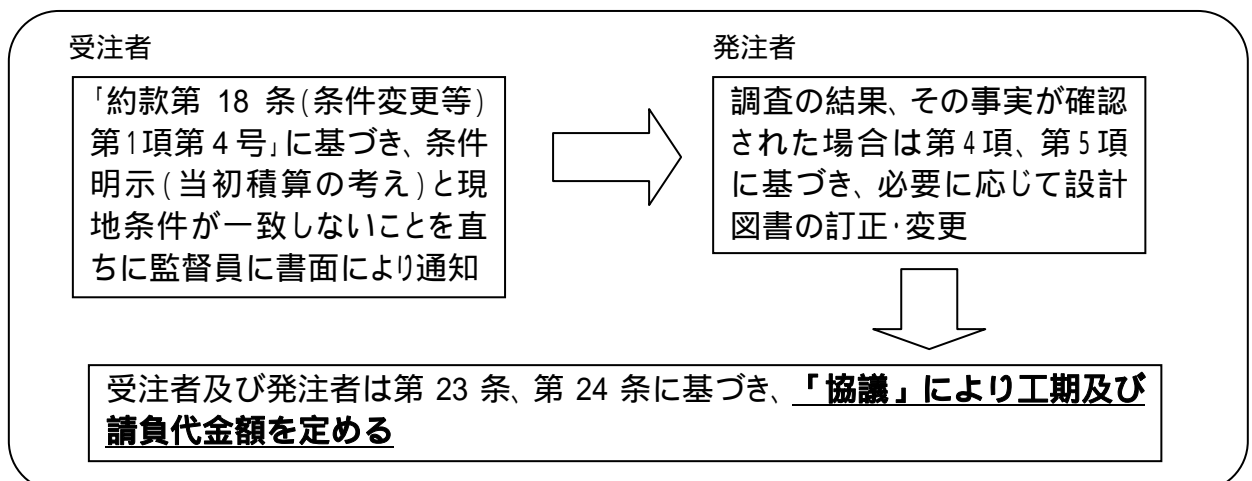 受注者
「約款第 18 条(条件変更等)
第1項第4号」に基づき、条件
明示(当初積算の考え)と現
地条件が一致しないことを直
ちに監督員に書面により通知
発注者
調査の結果、その事実が確認
された場合は第4項、第5項
に基づき、必要に応じて設計
図書の訂正・変更
受注者及び発注者は第 23 条、第 24 条に基づき、「協議」により工期及び
請負代金額を定める